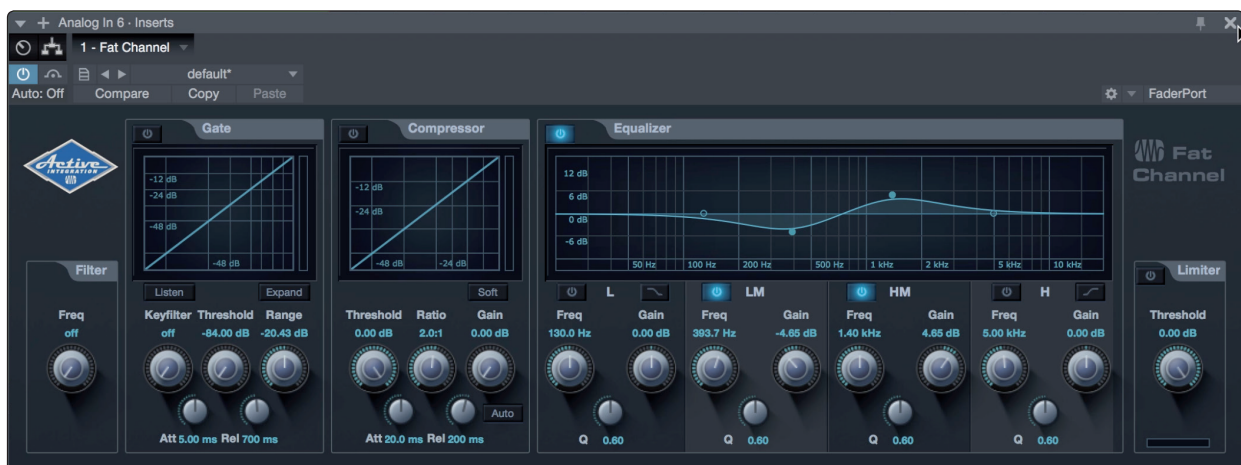 Analog In 6 · Inserts
1 - Fat Channel
default*
Auto: Off Compare Copy Paste
FaderPort
Active
INTEGRATION
Fat
Channel
Filter
Freq
off
Gate
-12 dB
-24 dB
-48 dB
-48 dB
Listen Expand
Keyfilter Threshold Range
off -84.00 dB -20.43 dB
Att 5.00 ms Rel 700 ms
Compressor
-12 dB
-24 dB
-48 dB -24 dB
Soft
Threshold Ratio Gain
0.00 dB 2.0:1 0.00 dB
Auto
Att 20.0 ms Rel 200 ms
Equalizer
12 dB
6 dB
0 dB
-6 dB
50 Hz 100 Hz 200 Hz 500 Hz 1 kHz 2 kHz 5 kHz 10 kHz
L LM HM H
Freq Gain Freq Gain Freq Gain Freq Gain
130.0 Hz 0.00 dB 393.7 Hz -4.65 dB 1.40 kHz 4.65 dB 5.00 kHz 0.00 dB
Q 0.60 Q 0.60 Q 0.60 Q 0.60
Limiter
Threshold
0.00 dB